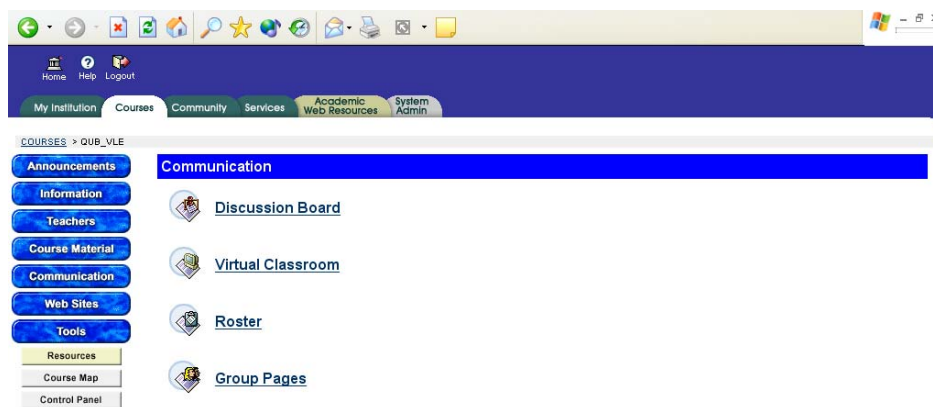 Home Help Logout
My Institution Courses Community Services Academic Web Resources System Admin
COURSES > QUB_VLE
Announcements
Information
Teachers
Course Material
Communication
Web Sites
Tools
Resources
Course Map
Control Panel
Communication
Discussion Board
Virtual Classroom
Roster
Group Pages